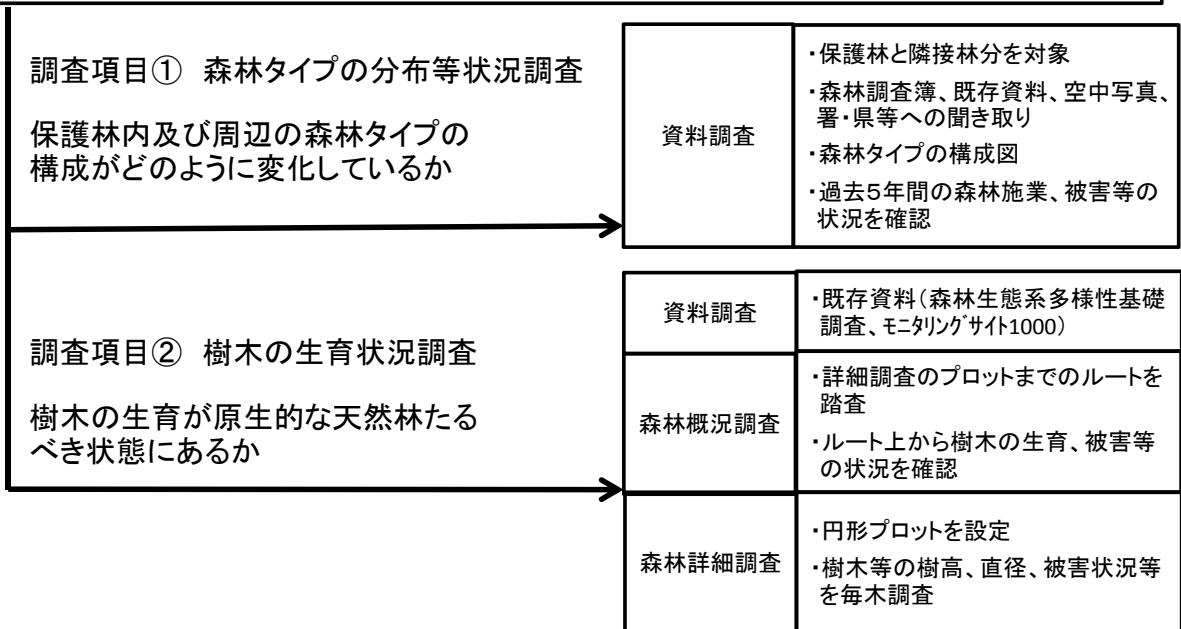 調査項目① 森林タイプの分布等状況調査
保護林内及び周辺の森林タイプの
構成がどのように変化しているか
資料調査
・保護林と隣接林分を対象
・森林調査簿、既存資料、空中写真、
署・県等への聞き取り
・森林タイプの構成図
・過去5年間の森林施業、被害等の
状況を確認
調査項目② 樹木の生育状況調査
樹木の生育が原生的な天然林たる
べき状態にあるか
資料調査
・既存資料(森林生態系多様性基礎
調査、ﾓﾆﾀﾘﾝｸﾞｻｲﾄ1000)
森林概況調査
・詳細調査のプロットまでのルートを
踏査
・ルート上から樹木の生育、被害等
の状況を確認
森林詳細調査
・円形プロットを設定
・樹木等の樹高、直径、被害状況等
を毎木調査